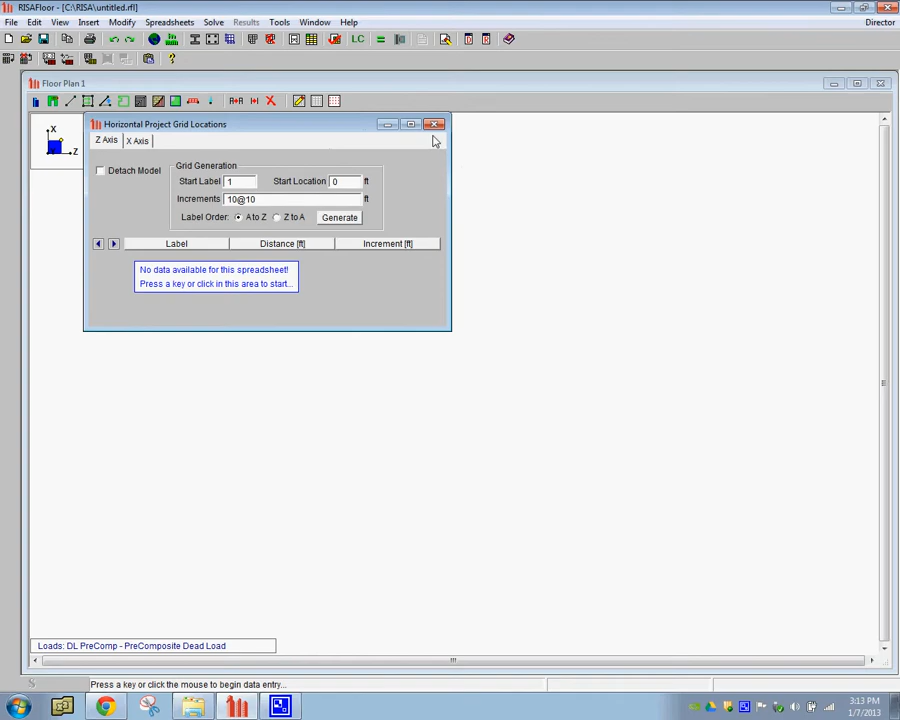 RISAFloor - [C:\RISA\untitled.rfl]
File Edit View Insert Modify Spreadsheets Solve Results Tools Window Help
Director
LC
D R
Floor Plan 1
X
Z
Horizontal Project Grid Locations
Z Axis X Axis
Detach Model
Grid Generation
Start Label 1 Start Location 0 ft
Increments 10@10 ft
Label Order: A to Z Z to A Generate
Label Distance [ft] Increment [ft]
No data available for this spreadsheet!
Press a key or click in this area to start...
Loads: DL PreComp - PreComposite Dead Load
Press a key or click the mouse to begin data entry...
3:13 PM
1/7/2013